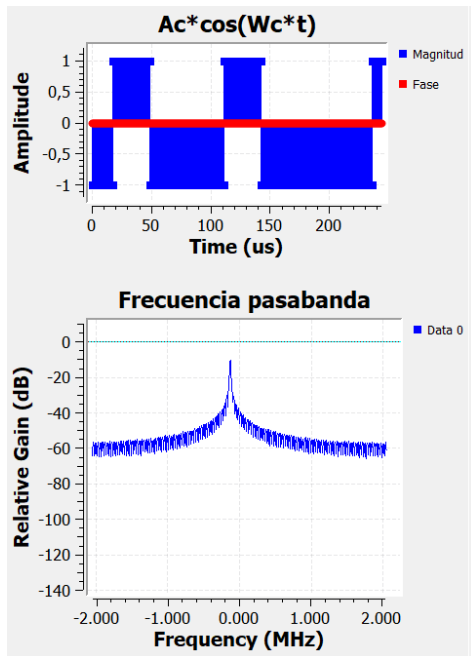 Ac*cos(Wc*t)
Amplitude
1
0,5
0
-0,5
-1
0
50
100
150
200
Time (us)
Magnitud
Fase
Frecuencia pasabanda
Relative Gain (dB)
0
-20
-40
-60
-80
-100
-120
-140
-2.000
-1.000
0.000
1.000
2.000
Frequency (MHz)
Data 0